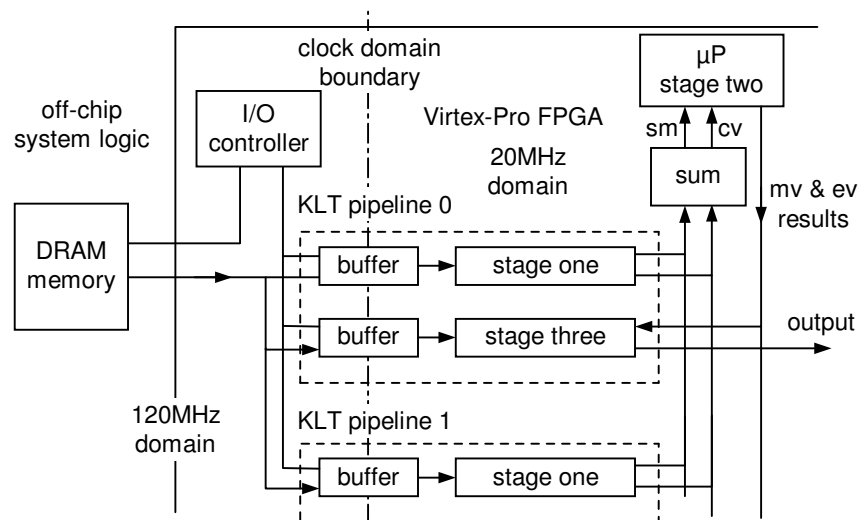 clock domain
boundary
µP
stage two
off-chip
system logic
I/O
controller
Virtex-Pro FPGA
20MHz
domain
sm
cv
sum
mv & ev
results
KLT pipeline 0
DRAM
memory
buffer
stage one
buffer
stage three
output
120MHz
domain
KLT pipeline 1
buffer
stage one